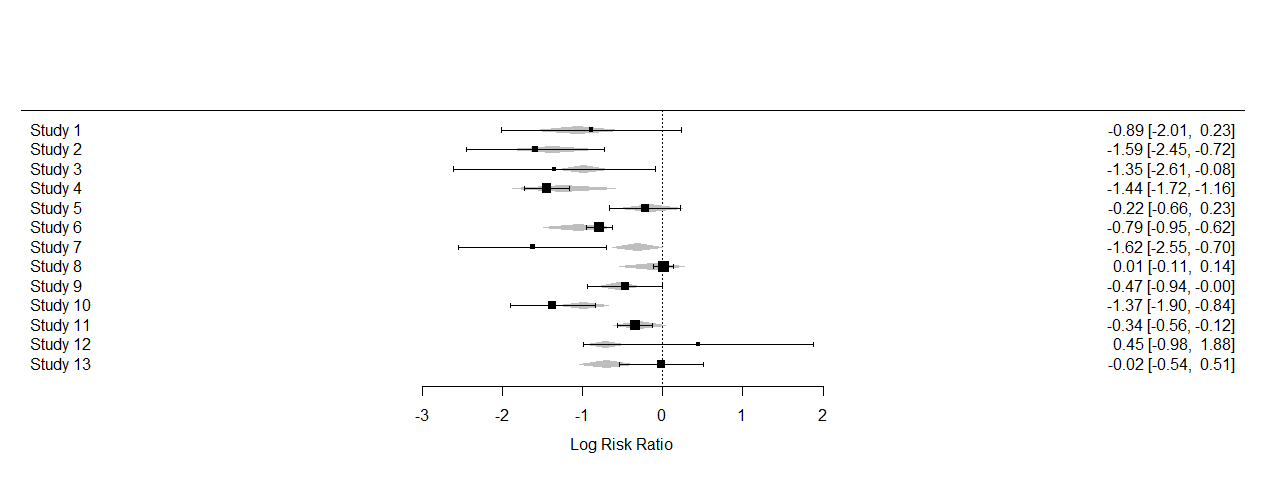 Study 1 -0.89 [-2.01, 0.23]
Study 2 -1.59 [-2.45, -0.72]
Study 3 -1.35 [-2.61, -0.08]
Study 4 -1.44 [-1.72, -1.16]
Study 5 -0.22 [-0.66, 0.23]
Study 6 -0.79 [-0.95, -0.62]
Study 7 -1.62 [-2.55, -0.70]
Study 8 0.01 [-0.11, 0.14]
Study 9 -0.47 [-0.94, -0.00]
Study 10 -1.37 [-1.90, -0.84]
Study 11 -0.34 [-0.56, -0.12]
Study 12 0.45 [-0.98, 1.88]
Study 13 -0.02 [-0.54, 0.51]
-3 -2 -1 0 1 2
Log Risk Ratio